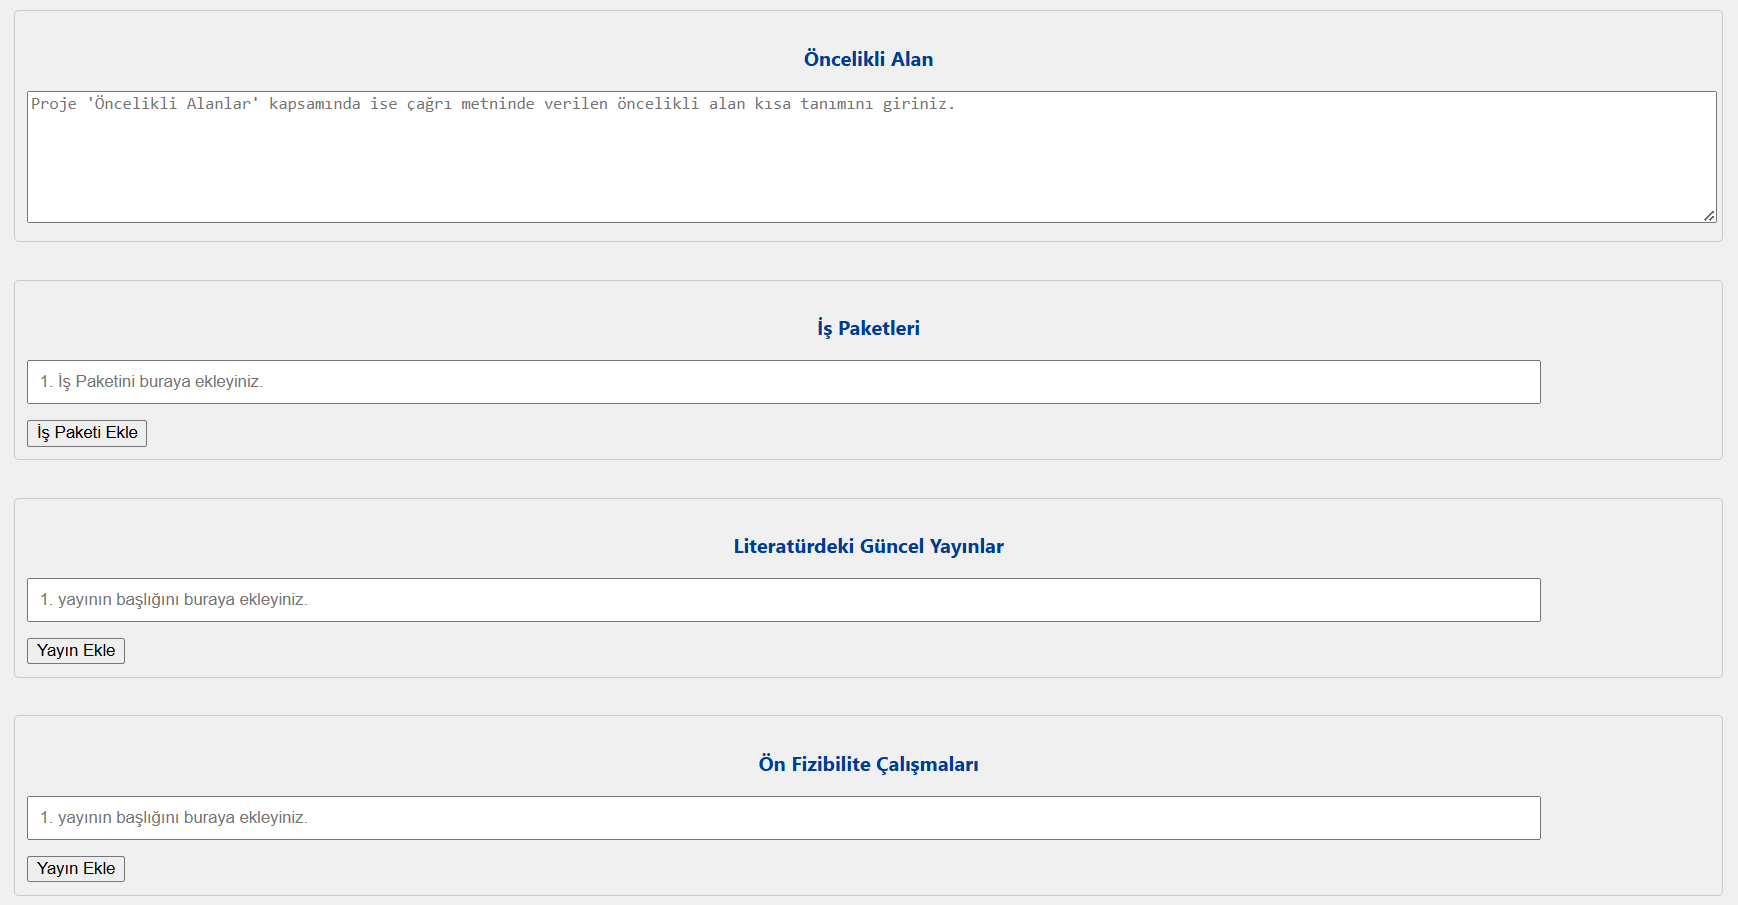 Öncelikli Alan
Proje 'Öncelikli Alanlar' kapsamında ise çağrı metninde verilen öncelikli alan kısa tanımını giriniz.
İş Paketleri
1. İş Paketini buraya ekleyiniz.
İş Paketi Ekle
Literatürdeki Güncel Yayınlar
1. yayının başlığını buraya ekleyiniz.
Yayın Ekle
Ön Fizibilite Çalışmaları
1. yayının başlığını buraya ekleyiniz.
Yayın Ekle